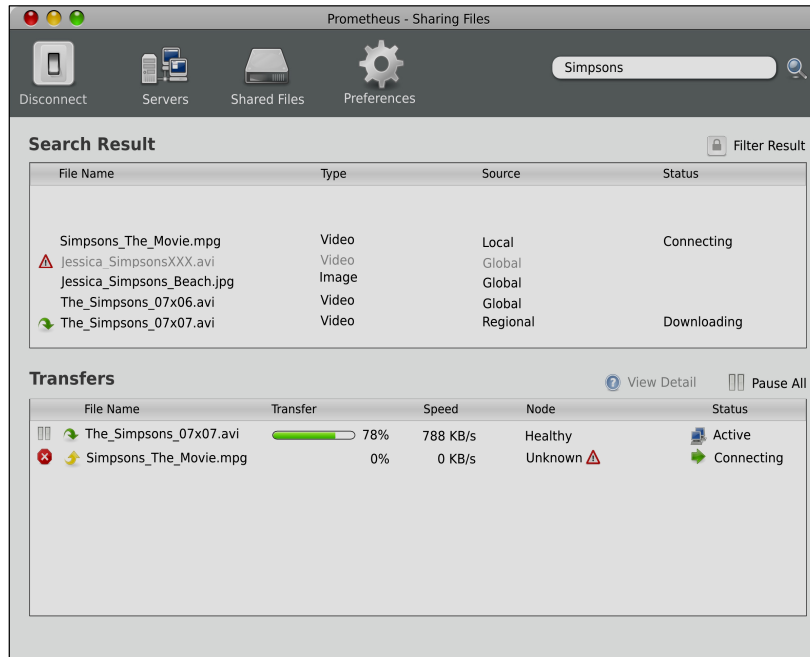 Prometheus - Sharing Files
Simpsons
Disconnect Servers Shared Files Preferences
Search Result Filter Result
File Name Type Source Status
Simpsons_The_Movie.mpg Video Local Connecting
Jessica_SimpsonsXXX.avi Video Global
Jessica_Simpsons_Beach.jpg Image Global
The_Simpsons_07x06.avi Video Global
The_Simpsons_07x07.avi Video Regional Downloading
Transfers View Detail Pause All
File Name Transfer Speed Node Status
The_Simpsons_07x07.avi 78% 788 KB/s Healthy Active
Simpsons_The_Movie.mpg 0% 0 KB/s Unknown Connecting